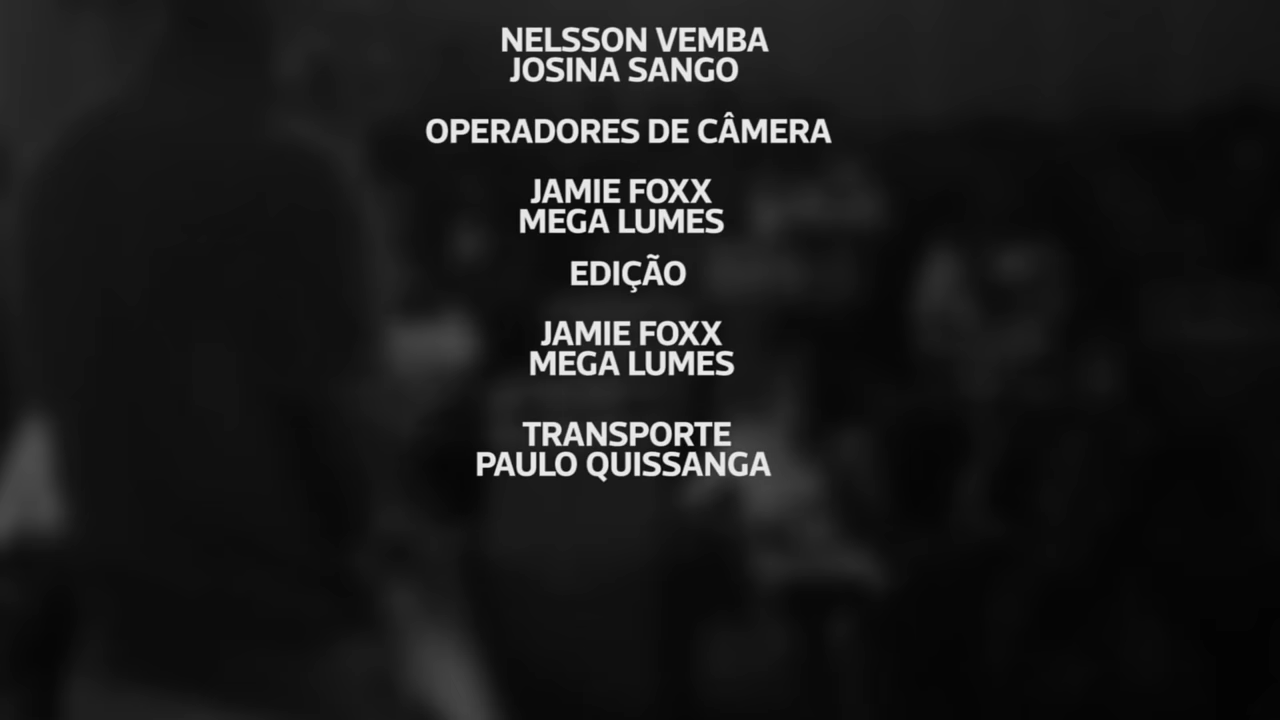 NELSSON VEMBA
JOSINA SANGO
OPERADORES DE CÂMERA
JAMIE FOXX
MEGA LUMES
EDIÇÃO
JAMIE FOXX
MEGA LUMES
TRANSPORTE
PAULO QUISSANGA